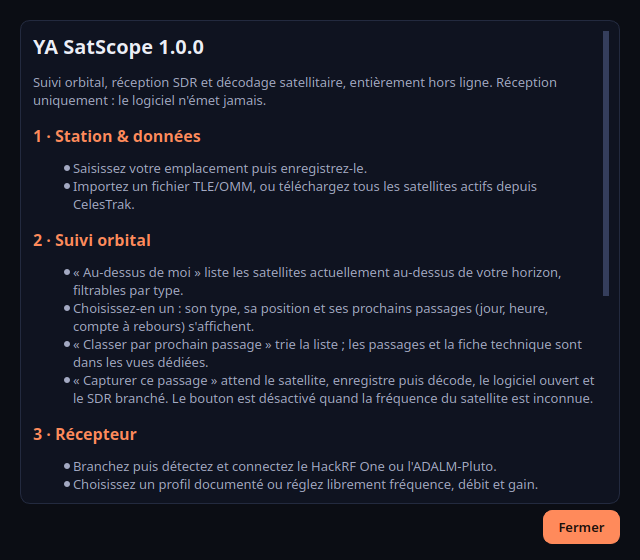 YA SatScope 1.0.0
Suivi orbital, réception SDR et décodage satellitaire, entièrement hors ligne. Réception
uniquement : le logiciel n'émet jamais.
1 · Station & données
● Saisissez votre emplacement puis enregistrez-le.
● Importez un fichier TLE/OMM, ou téléchargez tous les satellites actifs depuis
CelesTrak.
2 · Suivi orbital
● « Au-dessus de moi » liste les satellites actuellement au-dessus de votre horizon,
filtrables par type.
● Choisissez-en un : son type, sa position et ses prochains passages (jour, heure,
compte à rebours) s'affichent.
● « Classer par prochain passage » trie la liste ; les passages et la fiche technique sont
dans les vues dédiées.
● « Capturer ce passage » attend le satellite, enregistre puis décode, le logiciel ouvert et
le SDR branché. Le bouton est désactivé quand la fréquence du satellite est inconnue.
3 · Récepteur
● Branchez puis détectez et connectez le HackRF One ou l'ADALM-Pluto.
● Choisissez un profil documenté ou réglez librement fréquence, débit et gain.
Fermer